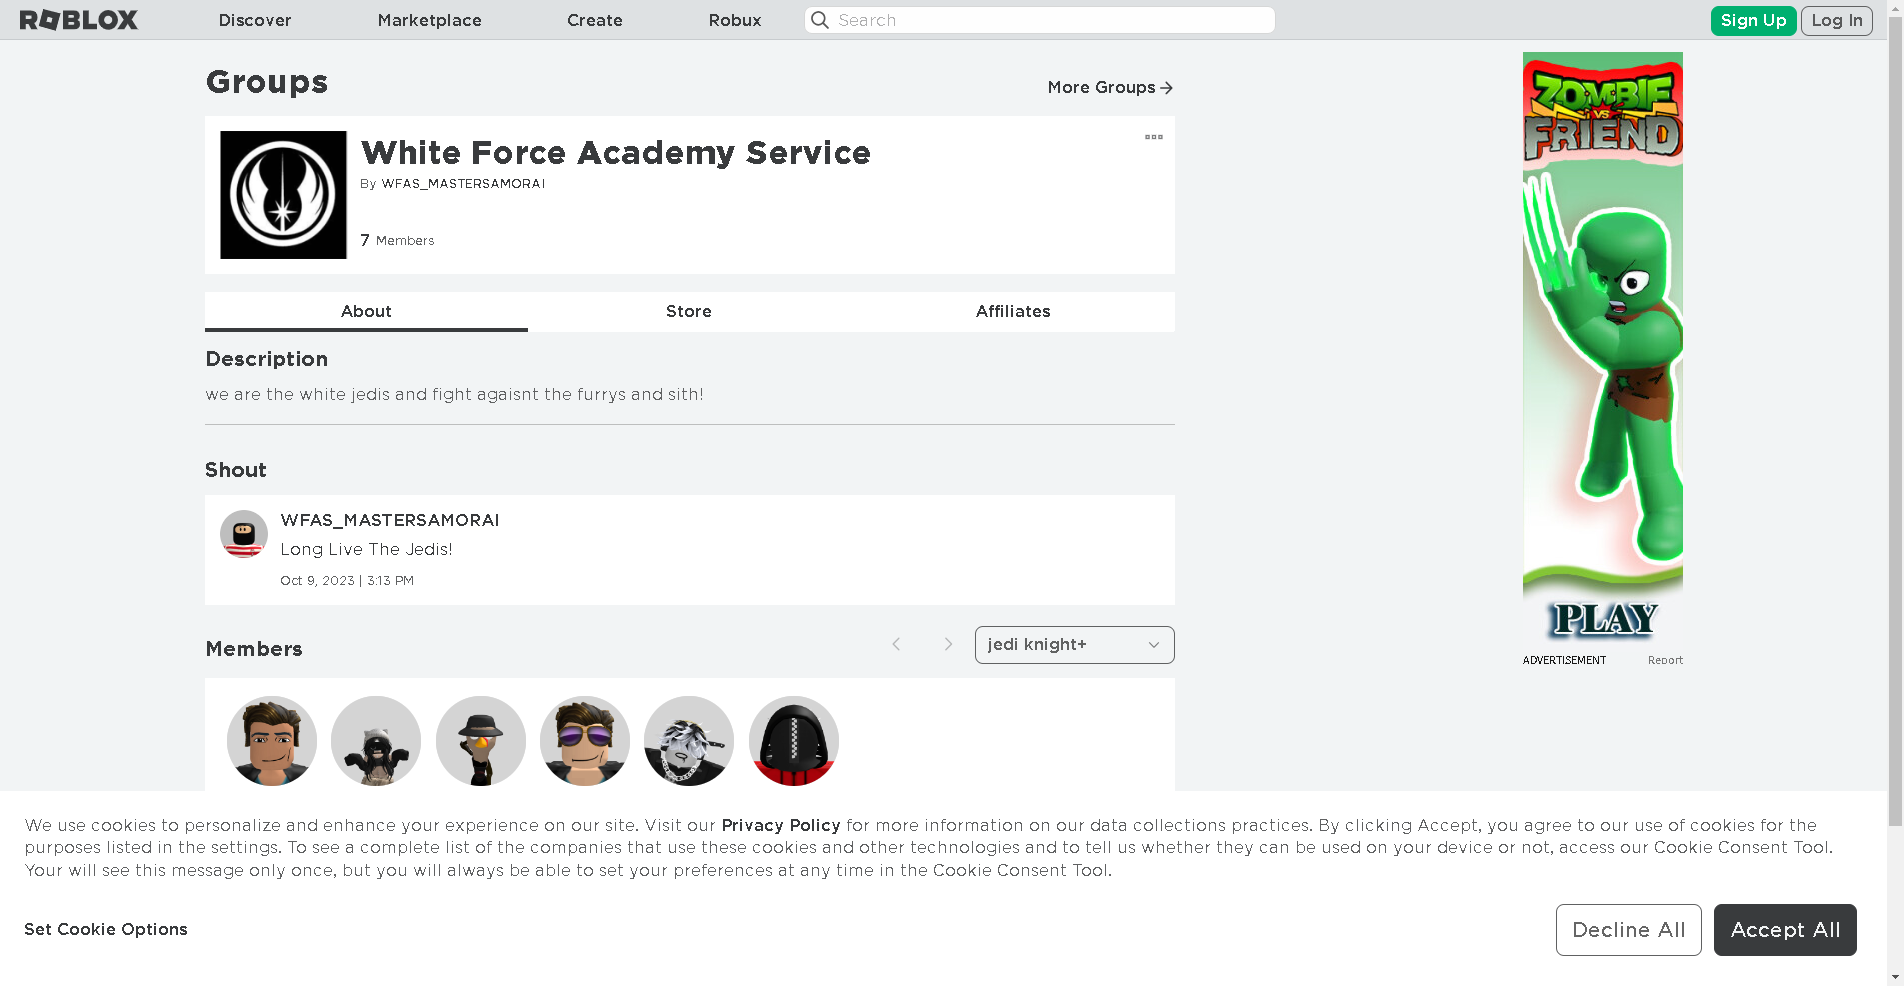 ROBLOX
Discover
Marketplace
Create
Robux
Search
Sign Up
Log In
Groups
More Groups
White Force Academy Service
By WFAS_MASTERSAMORAI
7 Members
About
Store
Affiliates
Description
we are the white jedis and fight agaisnt the furrys and sith!
Shout
WFAS_MASTERSAMORAI
Long Live The Jedis!
Oct 9, 2023 | 3:13 PM
Members
jedi knight+
ZOMBIE
VS
FRIEND
PLAY
ADVERTISEMENT
Report
We use cookies to personalize and enhance your experience on our site. Visit our Privacy Policy for more information on our data collections practices. By clicking Accept, you agree to our use of cookies for the
purposes listed in the settings. To see a complete list of the companies that use these cookies and other technologies and to tell us whether they can be used on your device or not, access our Cookie Consent Tool.
Your will see this message only once, but you will always be able to set your preferences at any time in the Cookie Consent Tool.
Set Cookie Options
Decline All
Accept All